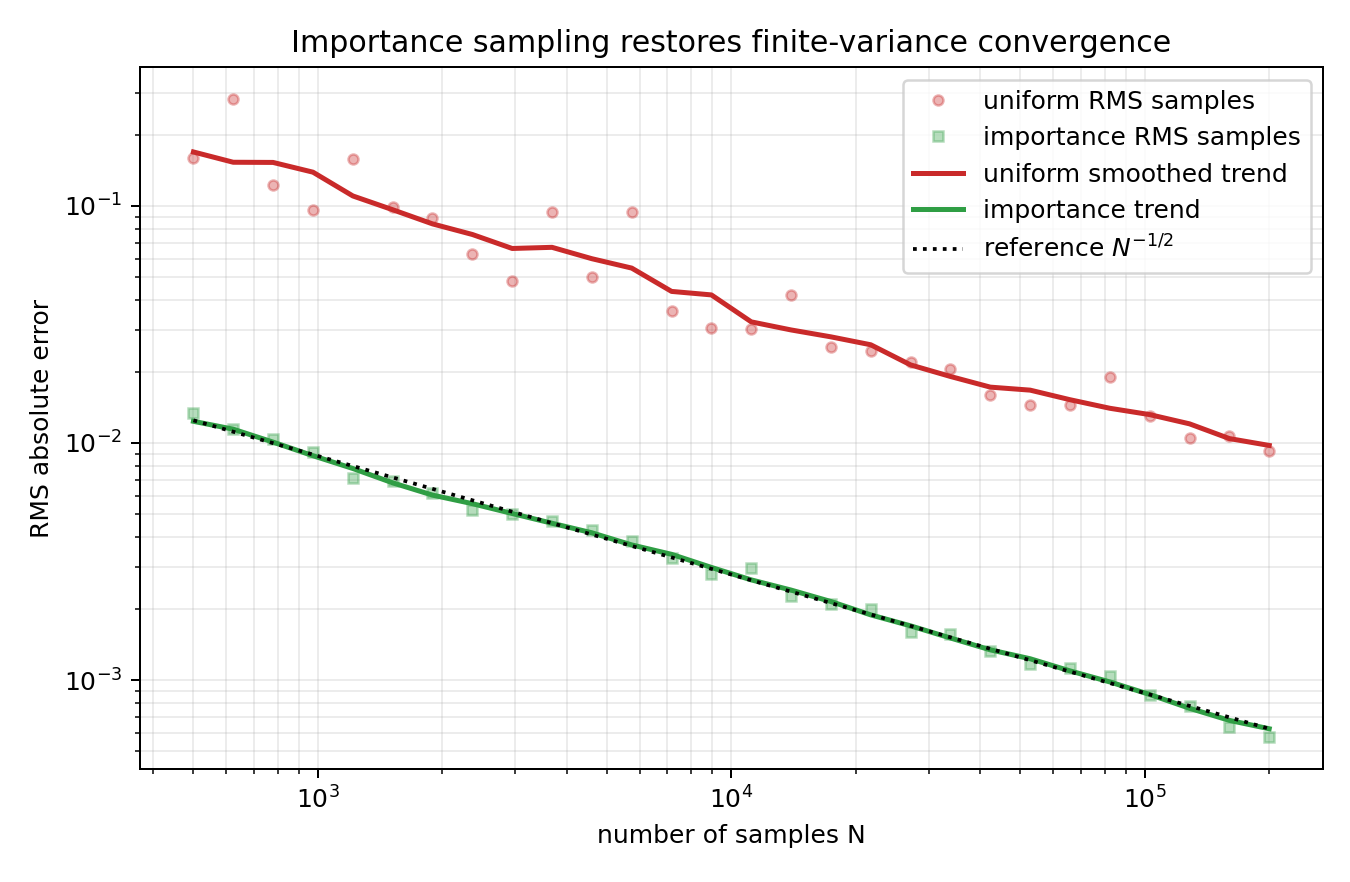 Importance sampling restores finite-variance convergence
uniform RMS samples
importance RMS samples
uniform smoothed trend
importance trend
reference $N^{-1/2}$
RMS absolute error
$10^{-1}$
$10^{-2}$
$10^{-3}$
$10^{3}$
$10^{4}$
$10^{5}$
number of samples N